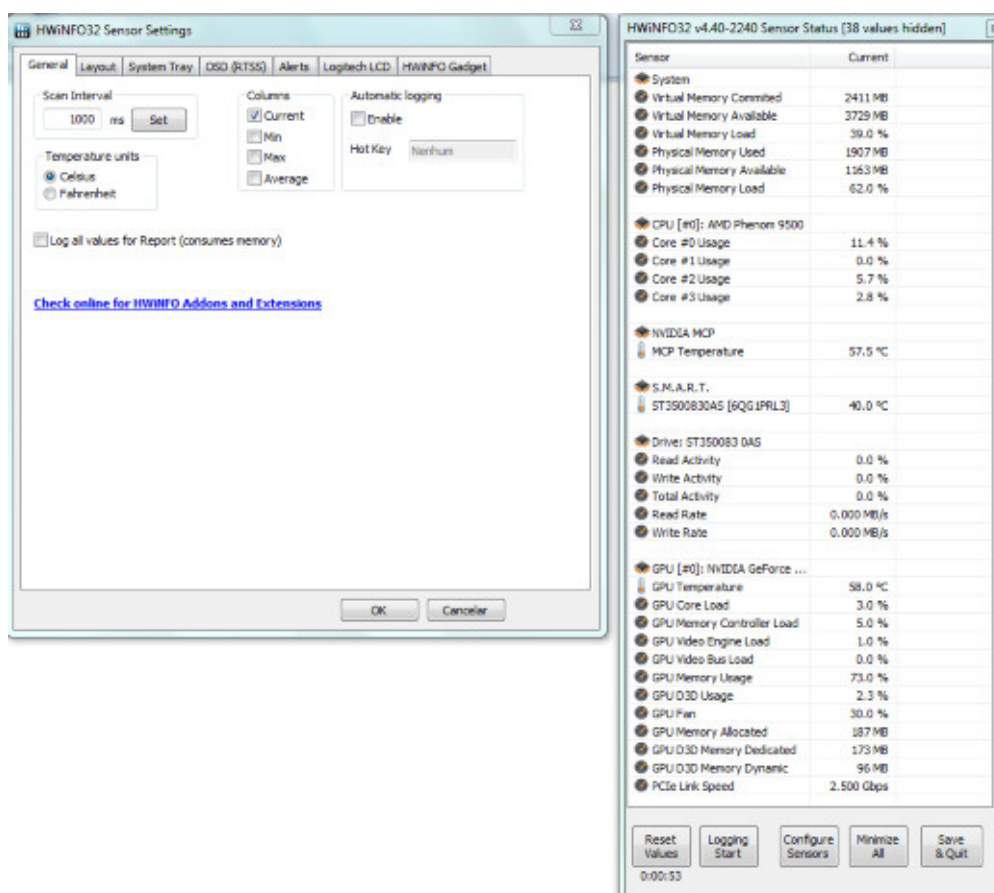 HWiNFO32 Sensor Settings
General Layout System Tray OSD (RTSS) Alerts Logitech LCD HWiNFO Gadget
Scan Interval
1000 ms Set
Temperature units
Celsius
Fahrenheit
Columns
Current
Min
Max
Average
Automatic logging
Enable
Hot Key Nenhum
Log all values for Report (consumes memory)
Check online for HWiNFO Addons and Extensions
OK Cancelar
HWiNFO32 v4.40-2240 Sensor Status [38 values hidden]
Sensor Current
System
Virtual Memory Commited 2411 MB
Virtual Memory Available 3729 MB
Virtual Memory Load 39.0 %
Physical Memory Used 1907 MB
Physical Memory Available 1163 MB
Physical Memory Load 62.0 %
CPU [#0]: AMD Phenom 9500
Core #0 Usage 11.4 %
Core #1 Usage 0.0 %
Core #2 Usage 5.7 %
Core #3 Usage 2.8 %
NVIDIA MCP
MCP Temperature 57.5 °C
S.M.A.R.T.
ST3500830AS [6QG1PRL3] 40.0 °C
Drive: ST350083 0AS
Read Activity 0.0 %
Write Activity 0.0 %
Total Activity 0.0 %
Read Rate 0.000 MB/s
Write Rate 0.000 MB/s
GPU [#0]: NVIDIA GeForce ...
GPU Temperature 58.0 °C
GPU Core Load 3.0 %
GPU Memory Controller Load 5.0 %
GPU Video Engine Load 1.0 %
GPU Video Bus Load 0.0 %
GPU Memory Usage 73.0 %
GPU D3D Usage 2.3 %
GPU Fan 30.0 %
GPU Memory Allocated 187 MB
GPU D3D Memory Dedicated 173 MB
GPU D3D Memory Dynamic 96 MB
PCIe Link Speed 2.500 Gbps
Reset Values
Logging Start
Configure Sensors
Minimize All
Save & Quit
0:00:53